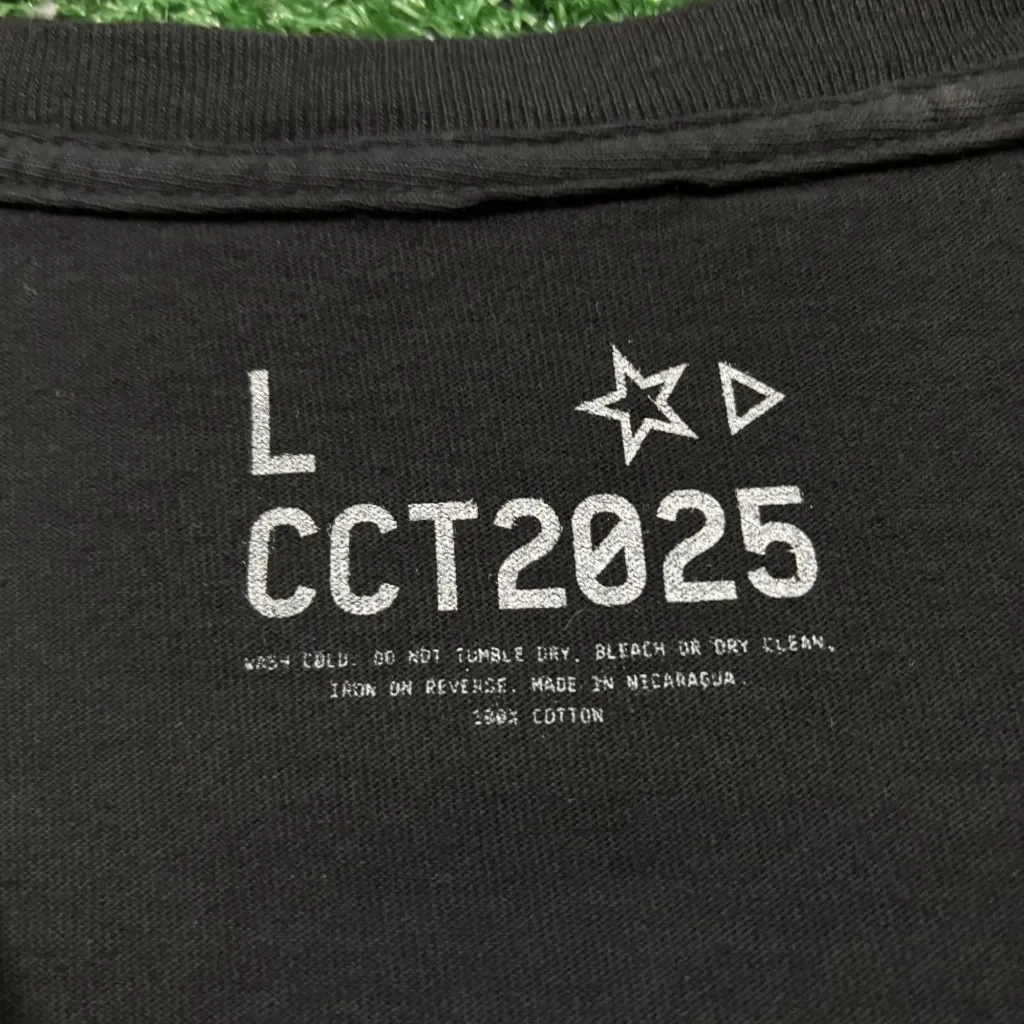 L
CCT2025
WASH COLD. DO NOT TUMBLE DRY, BLEACH OR DRY CLEAN.
IRON ON REVERSE. MADE IN NICARAGUA.
100% COTTON